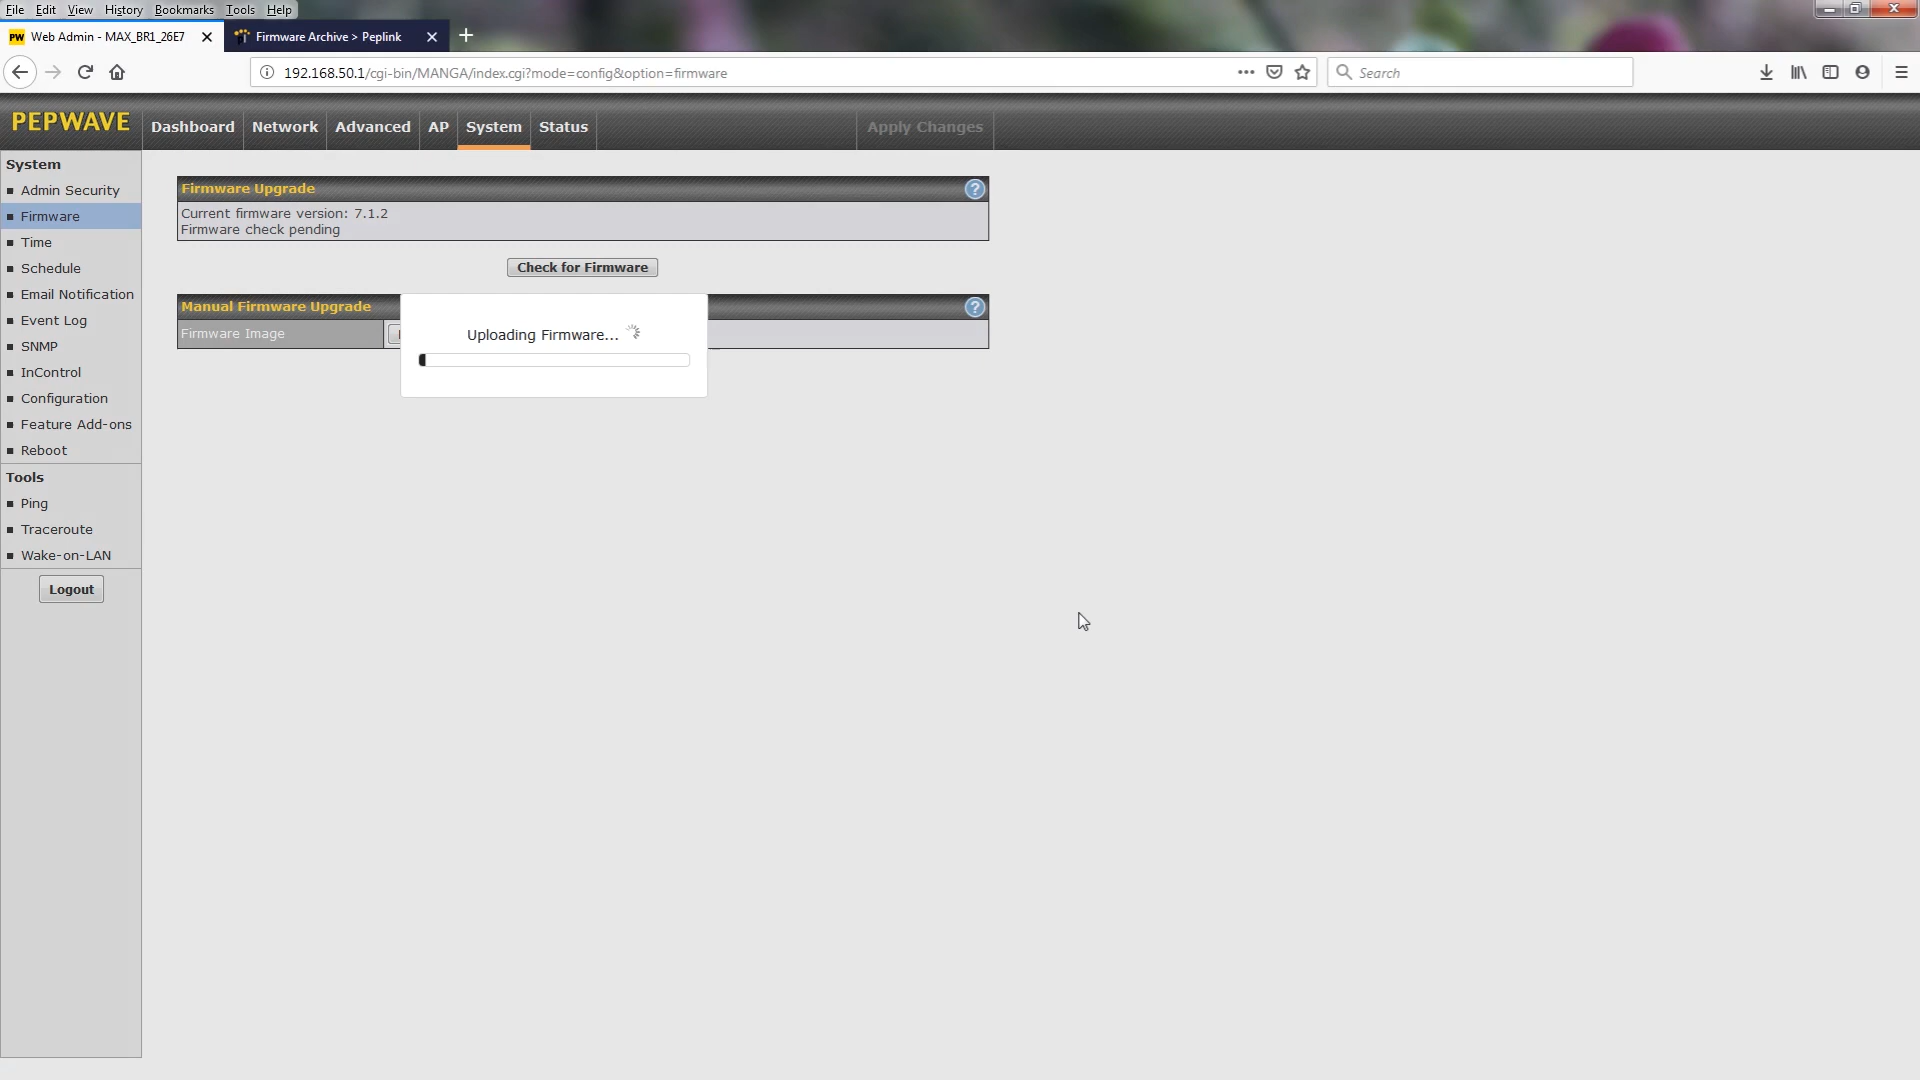 File Edit View History Bookmarks Tools Help
PW Web Admin - MAX_BR1_26E7
Firmware Archive > Peplink
192.168.50.1/cgi-bin/MANGA/index.cgi?mode=config&option=firmware
Search
PEPWAVE
Dashboard Network Advanced AP System Status Apply Changes
System
Admin Security
Firmware
Time
Schedule
Email Notification
Event Log
SNMP
InControl
Configuration
Feature Add-ons
Reboot
Tools
Ping
Traceroute
Wake-on-LAN
Logout
Firmware Upgrade ?
Current firmware version: 7.1.2
Firmware check pending
Check for Firmware
Manual Firmware Upgrade ?
Firmware Image
Uploading Firmware...